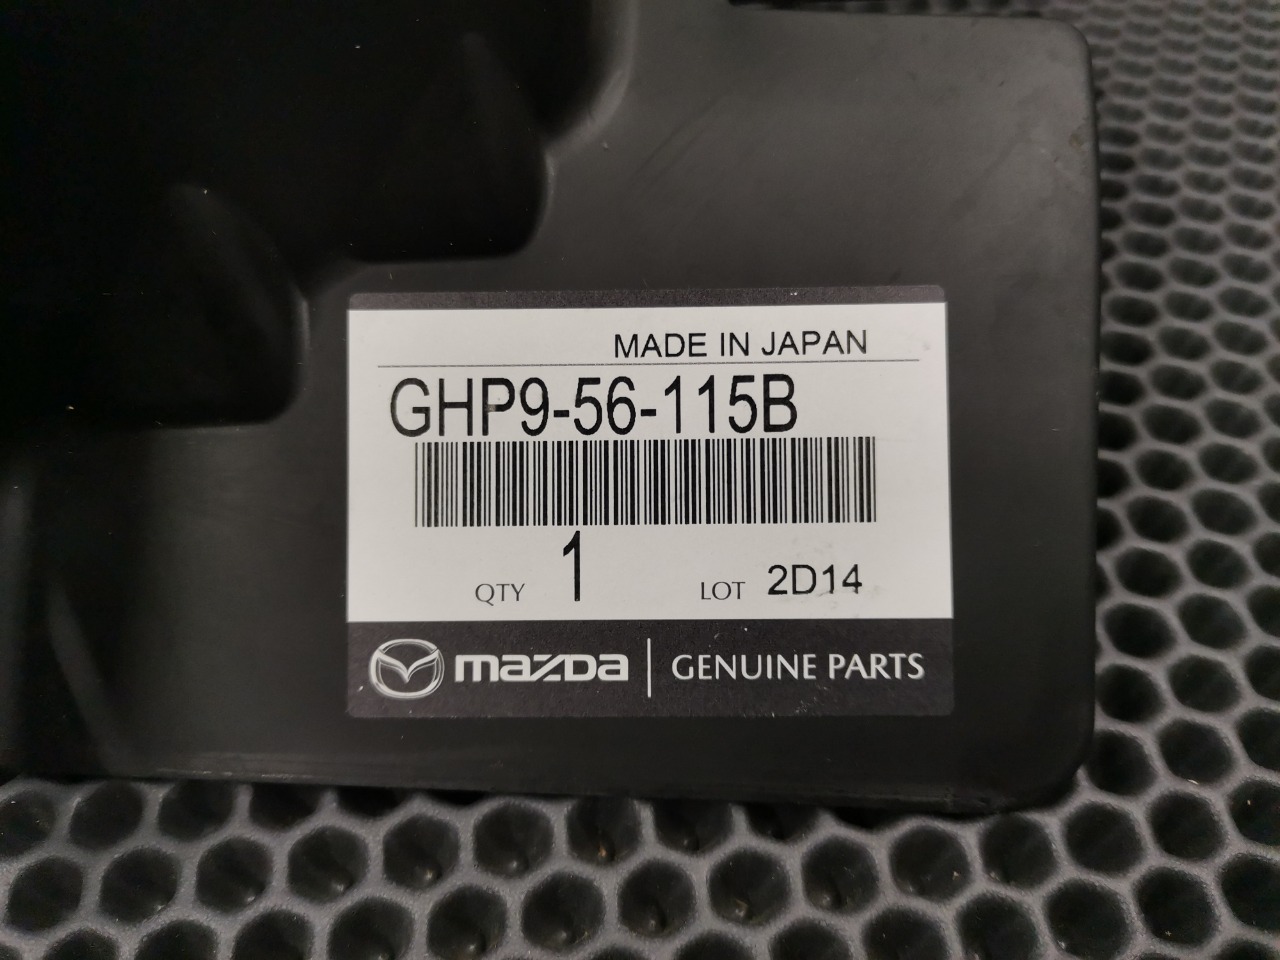 MADE IN JAPAN
GHP9-56-115B
QTY 1 LOT 2D14
mazda | GENUINE PARTS